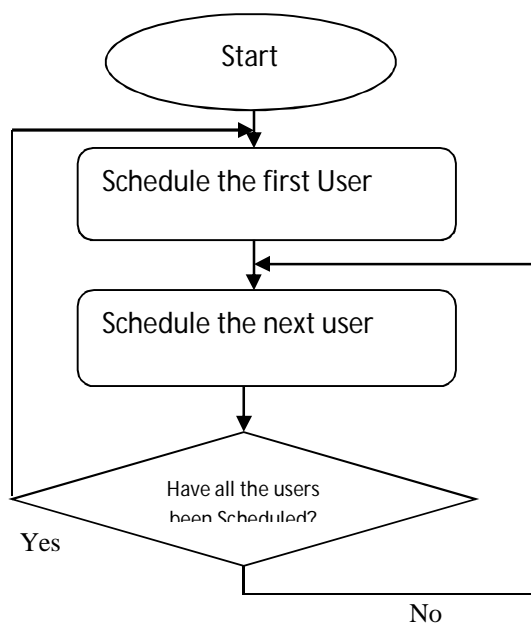 Start
Schedule the first User
Schedule the next user
Have all the users
been Scheduled?
Yes
No